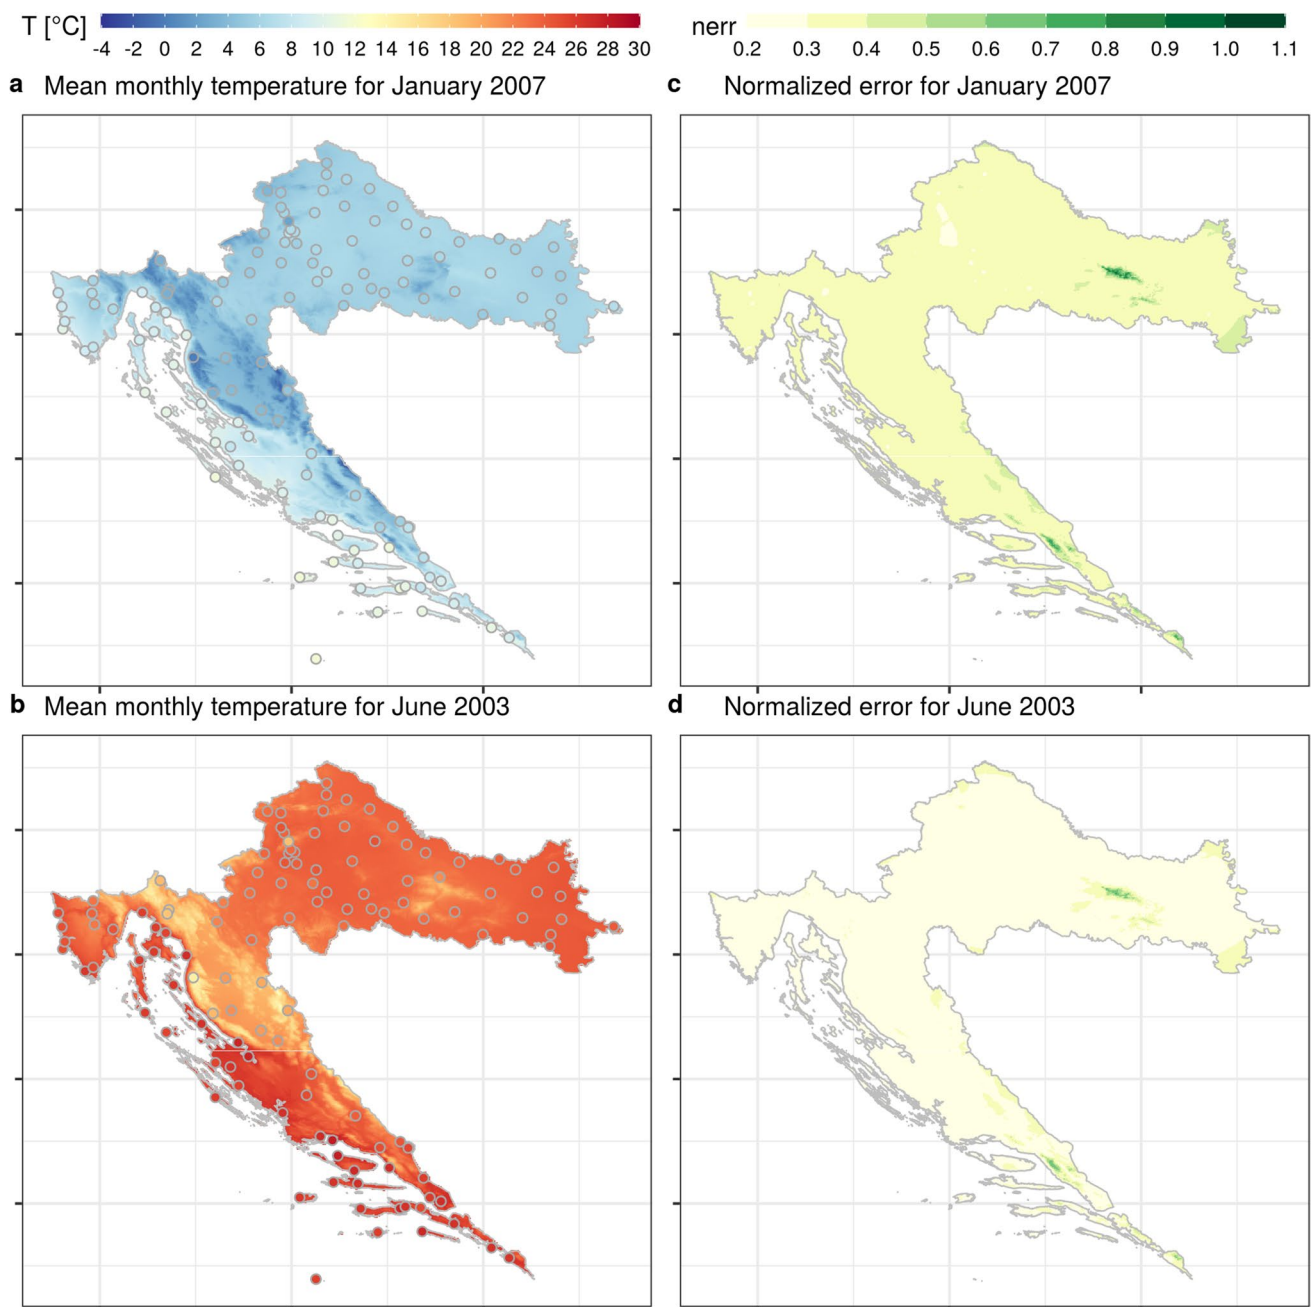 T [°C]
-4 -2 0 2 4 6 8 10 12 14 16 18 20 22 24 26 28 30
nerr
0.2 0.3 0.4 0.5 0.6 0.7 0.8 0.9 1.0 1.1
a Mean monthly temperature for January 2007
c Normalized error for January 2007
b Mean monthly temperature for June 2003
d Normalized error for June 2003